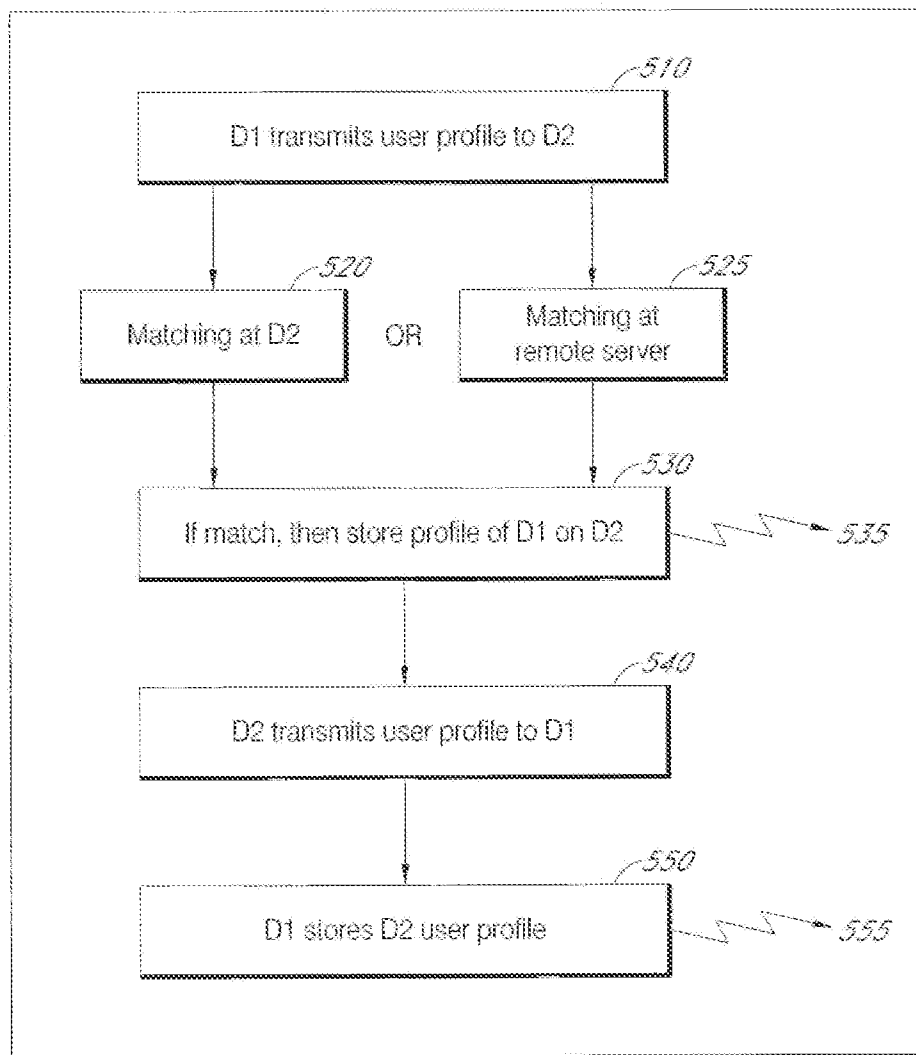 510
D1 transmits user profile to D2
520
525
Matching at D2
OR
Matching at
remote server
530
If match, then store profile of D1 on D2
535
540
D2 transmits user profile to D1
550
D1 stores D2 user profile
555